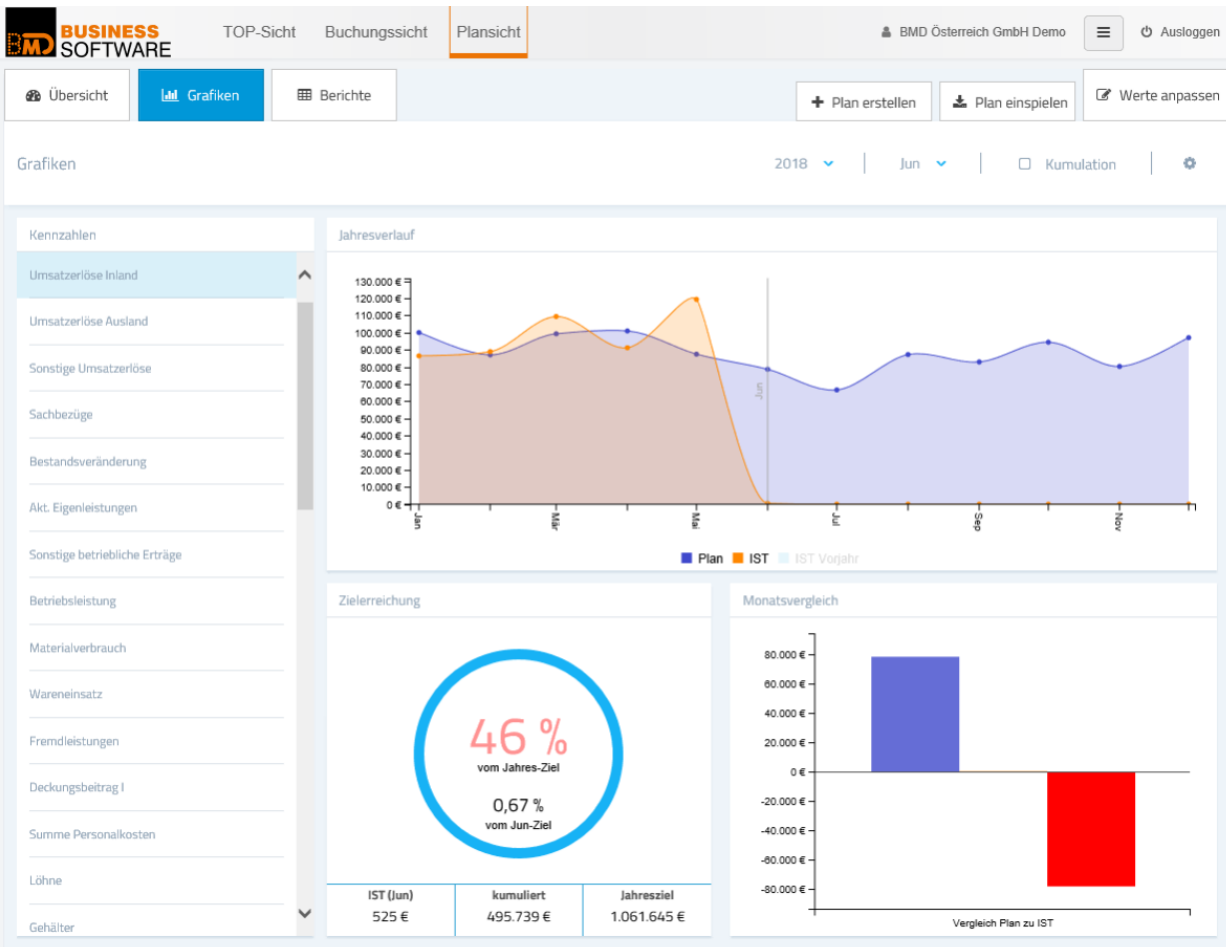 BMD BUSINESS SOFTWARE
TOP-Sicht Buchungssicht Plansicht BMD Österreich GmbH Demo Ausloggen
Übersicht Grafiken Berichte Plan erstellen Plan einspielen Werte anpassen
Grafiken 2018 Jun Kumulation
Kennzahlen
Umsatzerlöse Inland
Umsatzerlöse Ausland
Sonstige Umsatzerlöse
Sachbezüge
Bestandsveränderung
Akt. Eigenleistungen
Sonstige betriebliche Erträge
Betriebsleistung
Materialverbrauch
Wareneinsatz
Fremdleistungen
Deckungsbeitrag I
Summe Personalkosten
Löhne
Gehälter
Jahresverlauf
130.000 €
120.000 €
110.000 €
100.000 €
90.000 €
80.000 €
70.000 €
60.000 €
50.000 €
40.000 €
30.000 €
20.000 €
10.000 €
0 €
Jun
Jan Mär Mai Jul Sep Nov
Plan IST IST Vorjahr
Zielerreichung
46 %
vom Jahres-Ziel
0,67 %
vom Jun-Ziel
IST (Jun) kumuliert Jahresziel
525 € 495.739 € 1.061.645 €
Monatsvergleich
80.000 €
60.000 €
40.000 €
20.000 €
0 €
-20.000 €
-40.000 €
-60.000 €
-80.000 €
Vergleich Plan zu IST